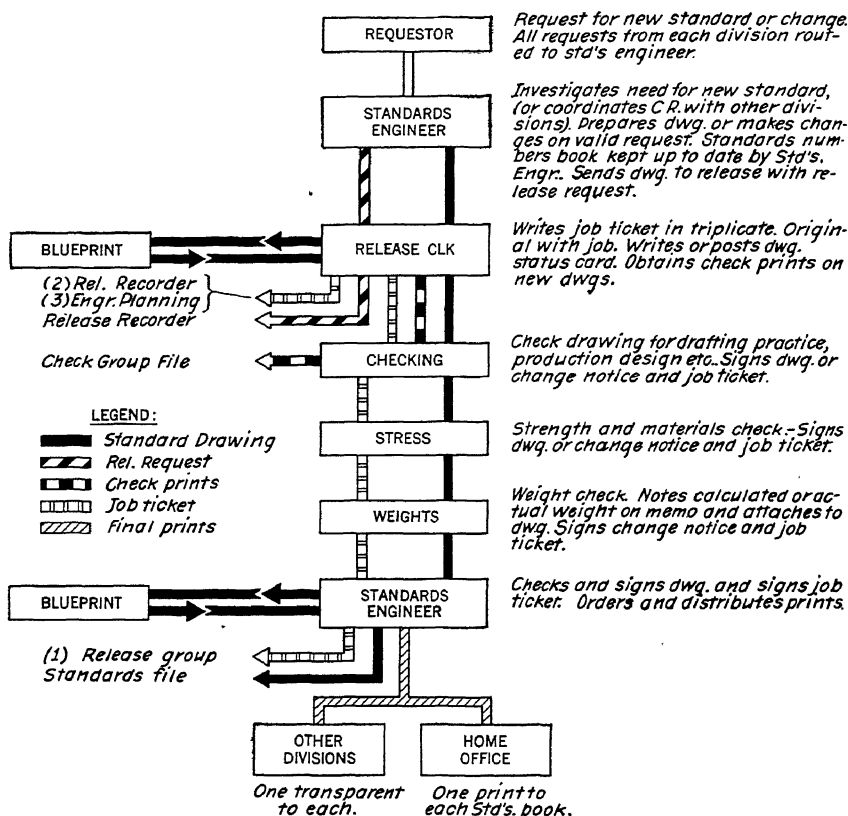 REQUESTOR
Request for new standard or change.
All requests from each division rout-
ed to std's engineer.
STANDARDS
ENGINEER
Investigates need for new standard,
(or coordinates C.R. with other divi-
sions). Prepares dwg. or makes chan-
ges on valid request. Standards num-
bers book kept up to date by Std's.
Engr.. Sends dwg. to release with re-
lease request.
BLUEPRINT
RELEASE CLK
Writes job ticket in triplicate. Origin-
al with job. Writes or posts dwg.
status card. Obtains check prints on
new dwgs.
(2) Rel. Recorder
(3) Engr. Planning
Release Recorder
Check Group File
CHECKING
Check drawing for drafting practice,
production design etc.. Signs dwg. or
change notice and job ticket.
LEGEND:
Standard Drawing
Rel. Request
Check prints
Job ticket
Final prints
STRESS
Strength and materials check.-Signs
dwg. or change notice and job ticket.
WEIGHTS
Weight check. Notes calculated or ac-
tual weight on memo and attaches to
dwg. Signs change notice and job
ticket.
BLUEPRINT
STANDARDS
ENGINEER
Checks and signs dwg. and signs job
ticket. Orders and distributes prints.
(1) Release group
Standards file
OTHER
DIVISIONS
One transparent
to each.
HOME
OFFICE
One print to
each Std's. book.